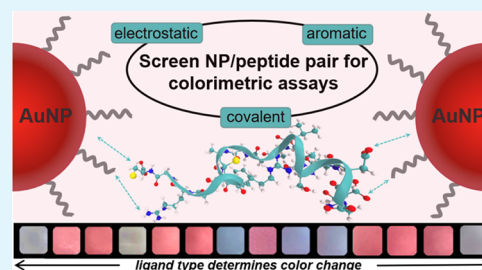 electrostatic
aromatic
Screen NP/peptide pair for
colorimetric assays
covalent
AuNP
AuNP
ligand type determines color change